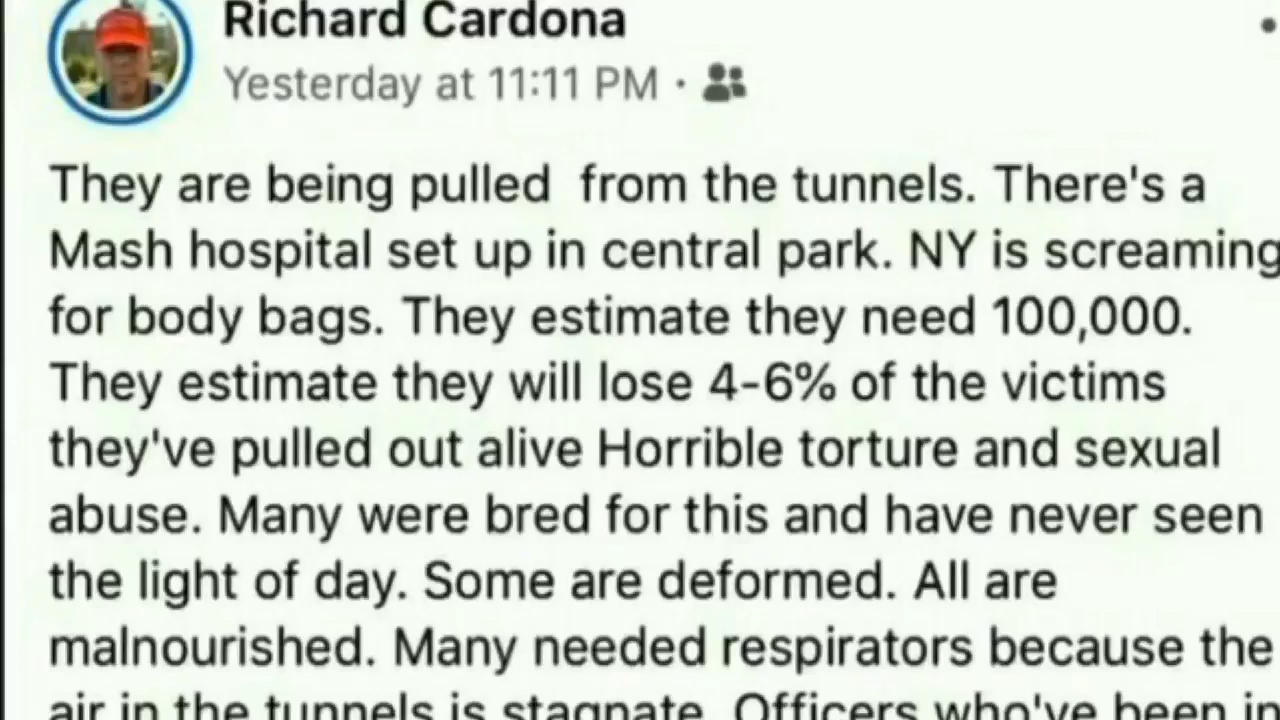 Richard Cardona
Yesterday at 11:11 PM ·
They are being pulled from the tunnels. There's a
Mash hospital set up in central park. NY is screaming
for body bags. They estimate they need 100,000.
They estimate they will lose 4-6% of the victims
they've pulled out alive Horrible torture and sexual
abuse. Many were bred for this and have never seen
the light of day. Some are deformed. All are
malnourished. Many needed respirators because the
air in the tunnels is stagnate. Officers who've been in